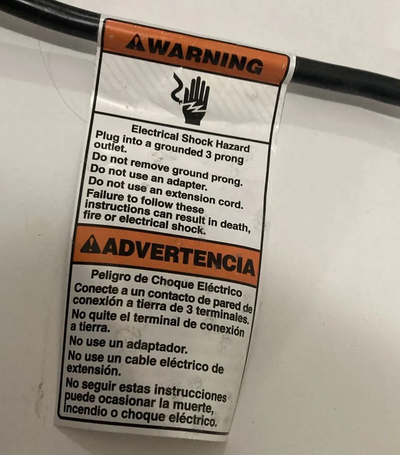 WARNING
Electrical Shock Hazard
Plug into a grounded 3 prong
outlet.
Do not remove ground prong.
Do not use an adapter.
Do not use an extension cord.
Failure to follow these
instructions can result in death,
fire or electrical shock.
ADVERTENCIA
Peligro de Choque Eléctrico
Conecte a un contacto de pared de
conexión a tierra de 3 terminales.
No quite el terminal de conexión
a tierra.
No use un adaptador.
No use un cable eléctrico de
extensión.
No seguir estas instrucciones
puede ocasionar la muerte,
incendio o choque eléctrico.